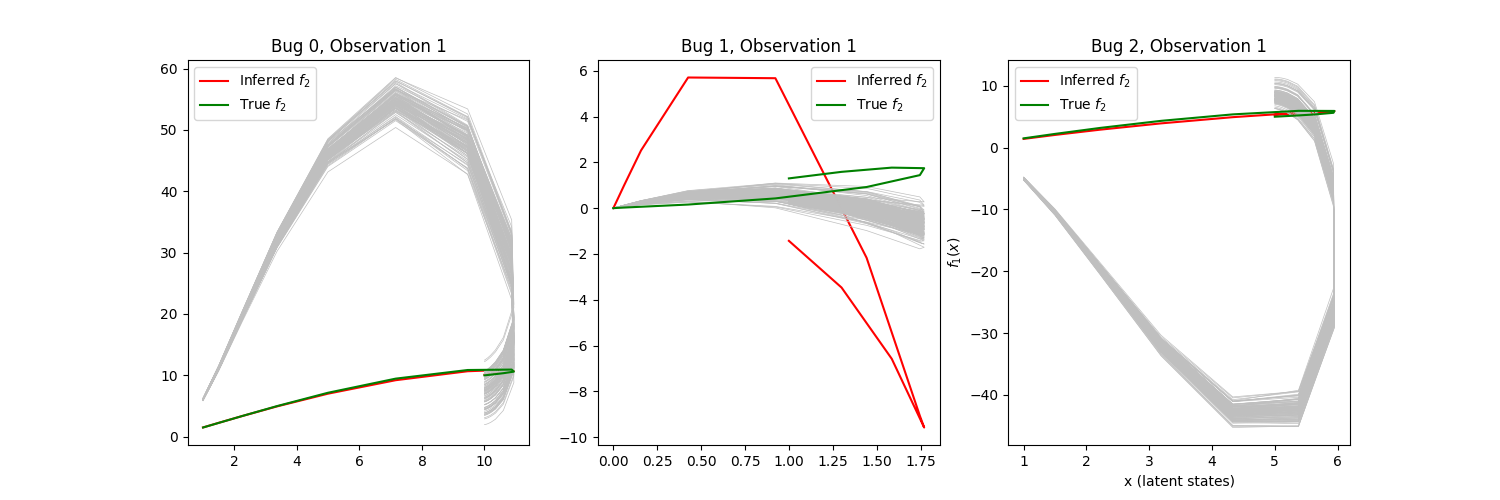 Bug 0, Observation 1
Inferred f₂
True f₂
60
50
40
30
20
10
0
2 4 6 8 10
Bug 1, Observation 1
Inferred f₂
True f₂
6
4
2
0
−2
−4
−6
−8
−10
0.00 0.25 0.50 0.75 1.00 1.25 1.50 1.75
Bug 2, Observation 1
Inferred f₂
True f₂
f₁(x)
10
0
−10
−20
−30
−40
1 2 3 4 5 6
x (latent states)